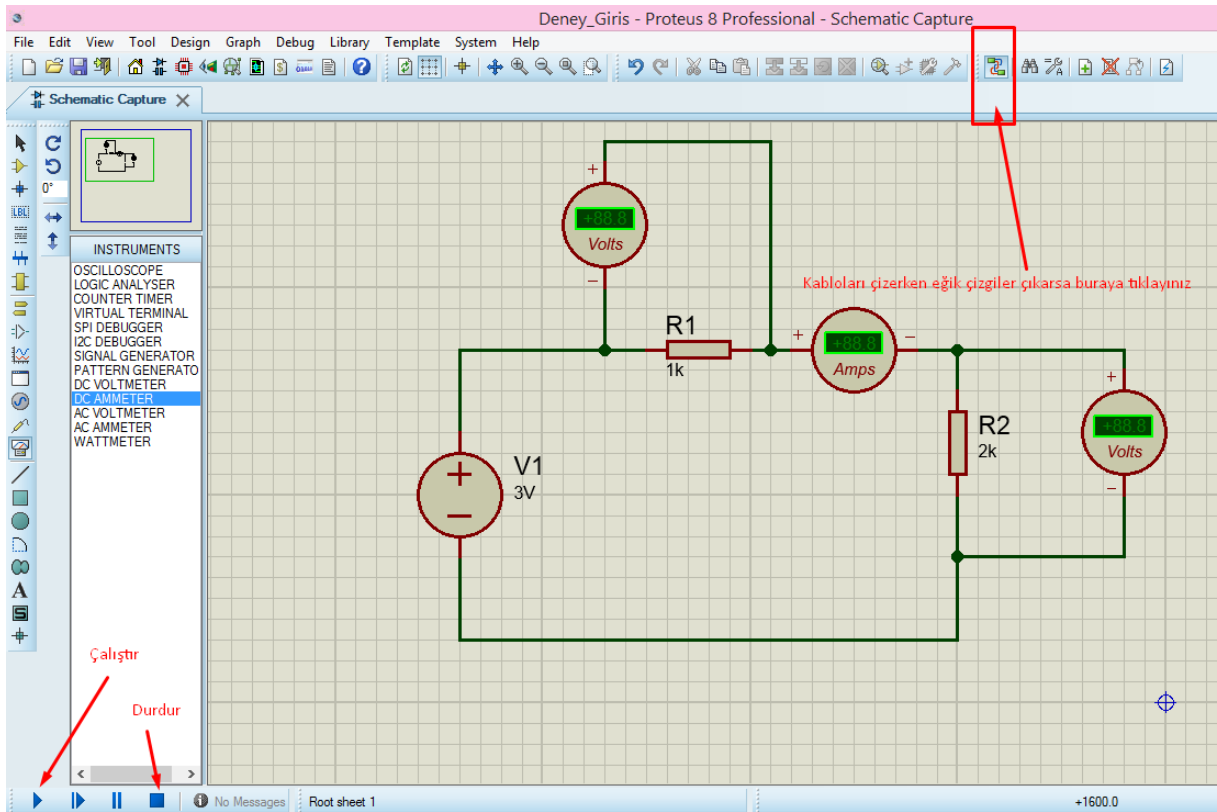 Deney_Giris - Proteus 8 Professional - Schematic Capture
File Edit View Tool Design Graph Debug Library Template System Help
Schematic Capture
0°
LBL
INSTRUMENTS
OSCILLOSCOPE
LOGIC ANALYSER
COUNTER TIMER
VIRTUAL TERMINAL
SPI DEBUGGER
I2C DEBUGGER
SIGNAL GENERATOR
PATTERN GENERATO
DC VOLTMETER
DC AMMETER
AC VOLTMETER
AC AMMETER
WATTMETER
A
S
+
+88.8
Volts
−
Kabloları çizerken eğik çizgiler çıkarsa buraya tıklayınız
R1
1k
+
+88.8
Amps
−
+
+88.8
Volts
−
R2
2k
V1
3V
+
−
Çalıştır
Durdur
No Messages
Root sheet 1
+1600.0